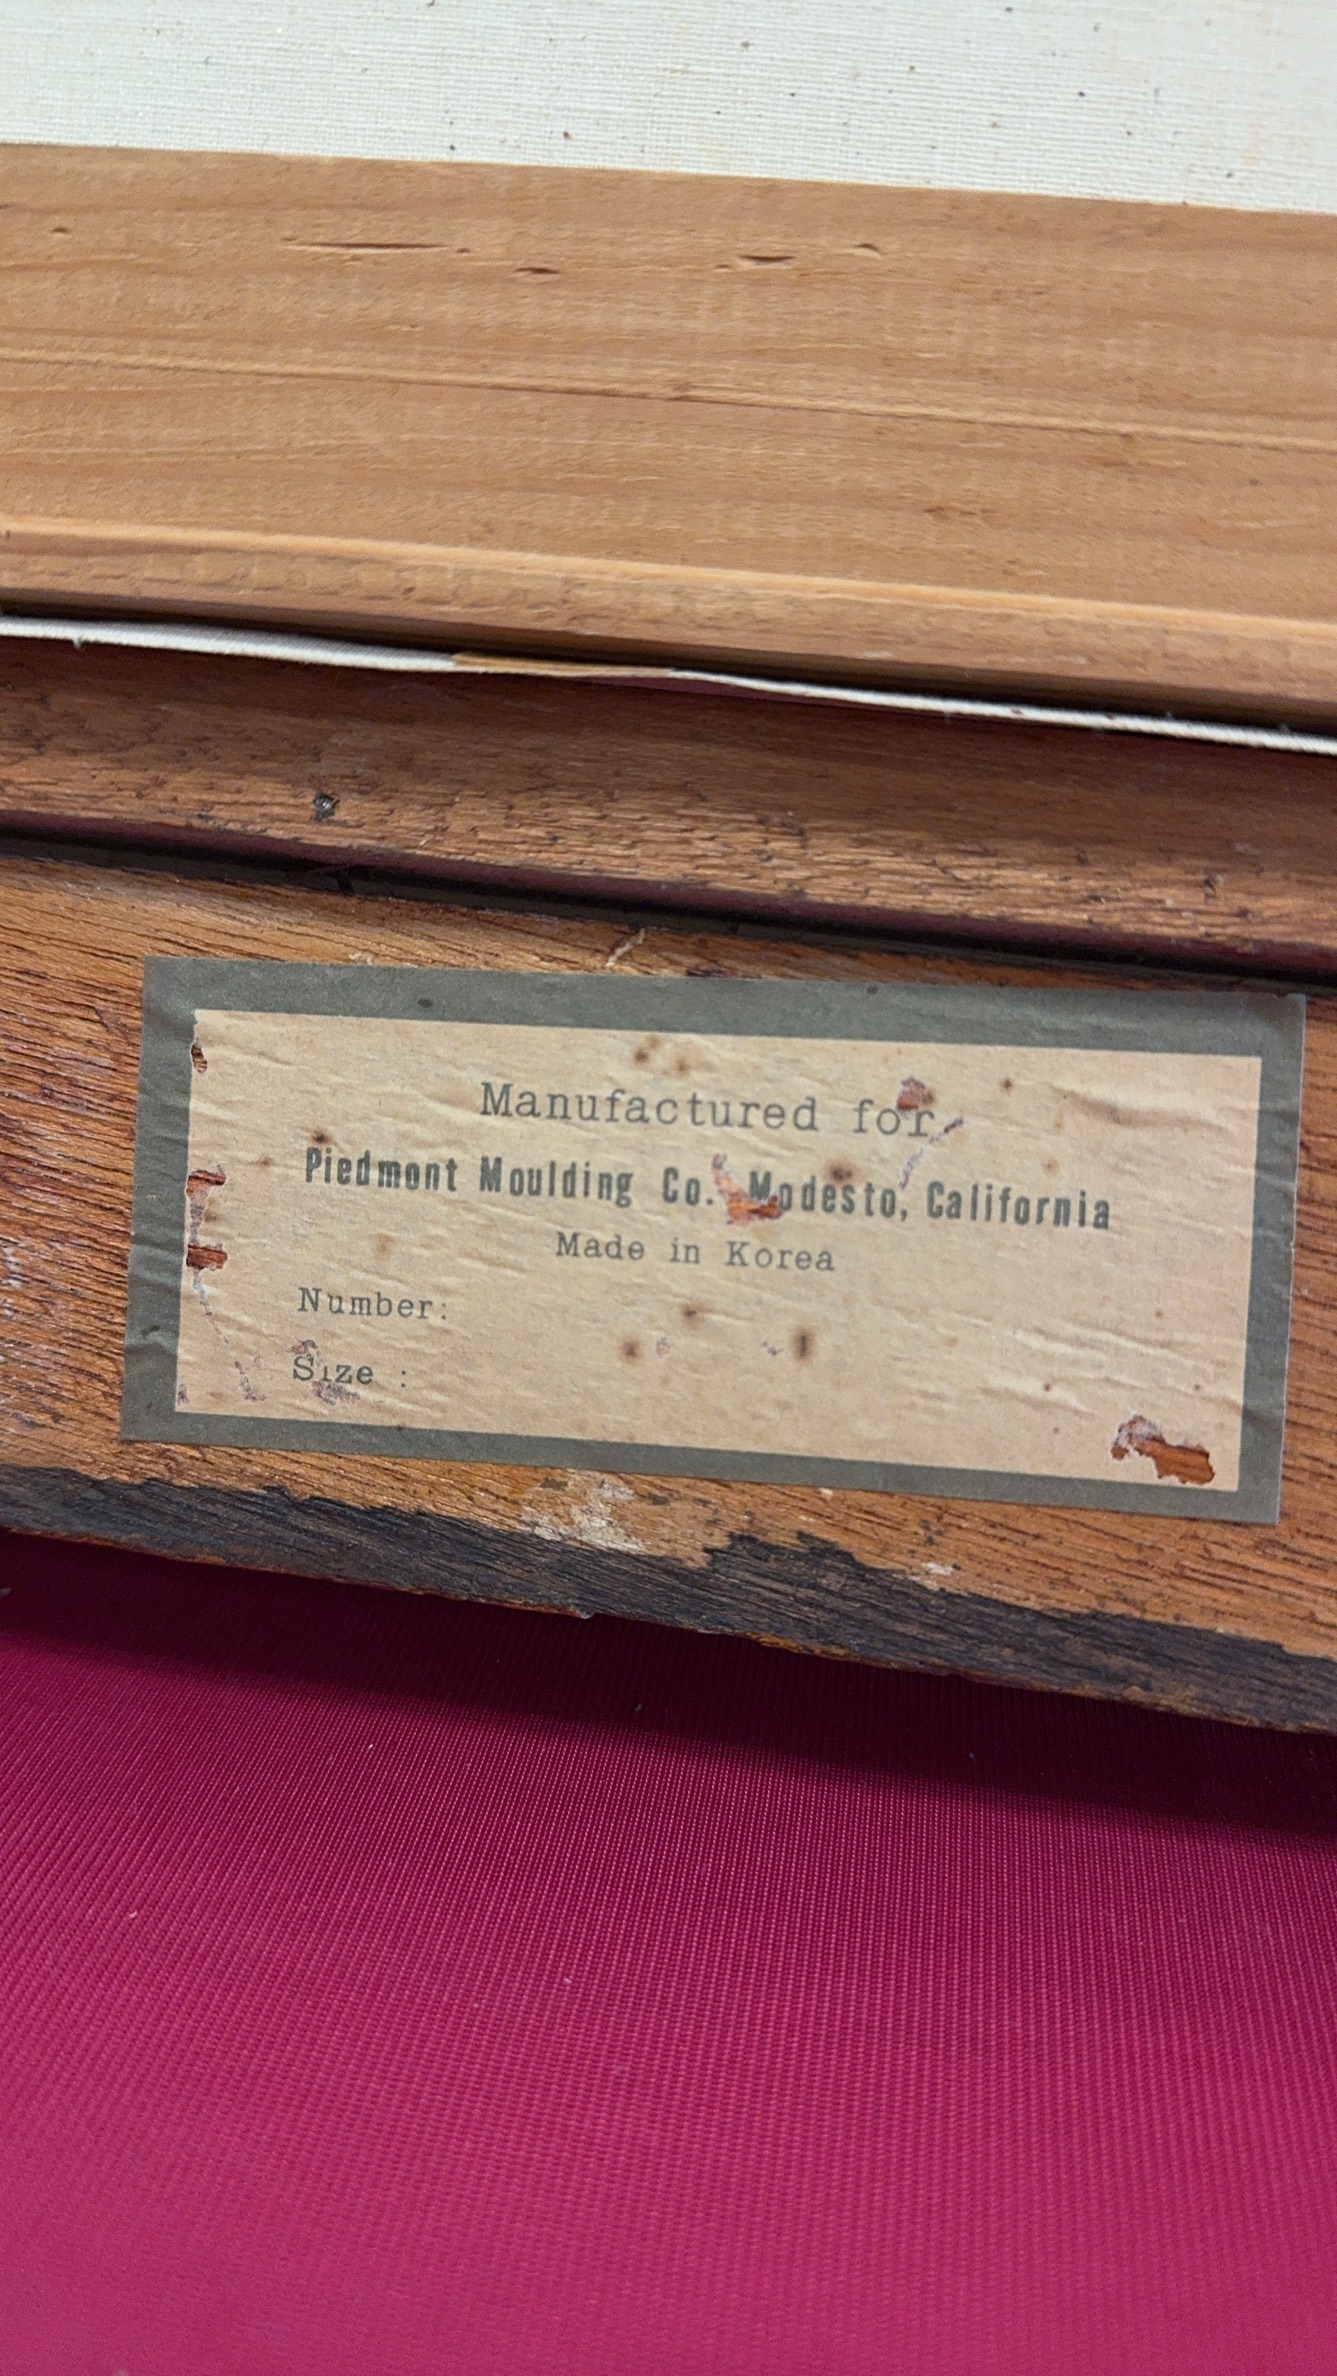 Manufactured for
Piedmont Moulding Co. Modesto, California
Made in Korea
Number:
Size :